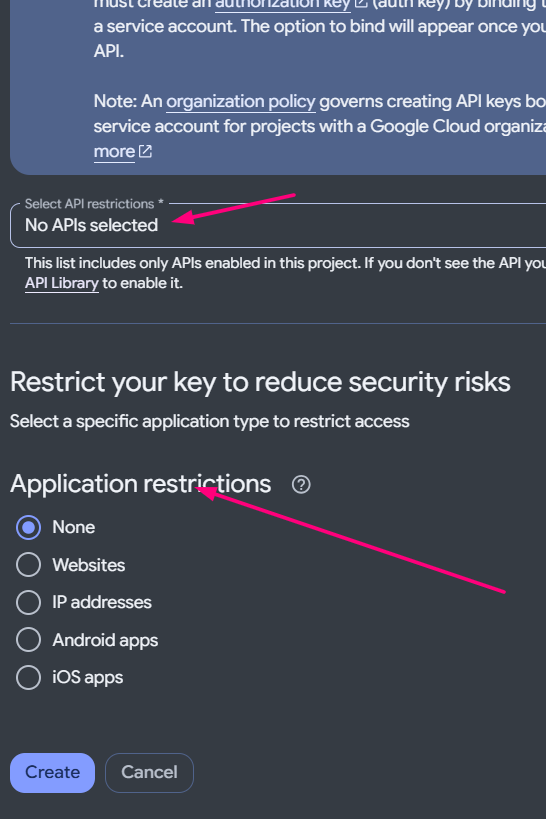 must create an authorization key (auth key) by binding
a service account. The option to bind will appear once you
API.
Note: An organization policy governs creating API keys bo
service account for projects with a Google Cloud organiza
more
Select API restrictions *
No APIs selected
This list includes only APIs enabled in this project. If you don't see the API you
API Library to enable it.
Restrict your key to reduce security risks
Select a specific application type to restrict access
Application restrictions
None
Websites
IP addresses
Android apps
iOS apps
Create Cancel